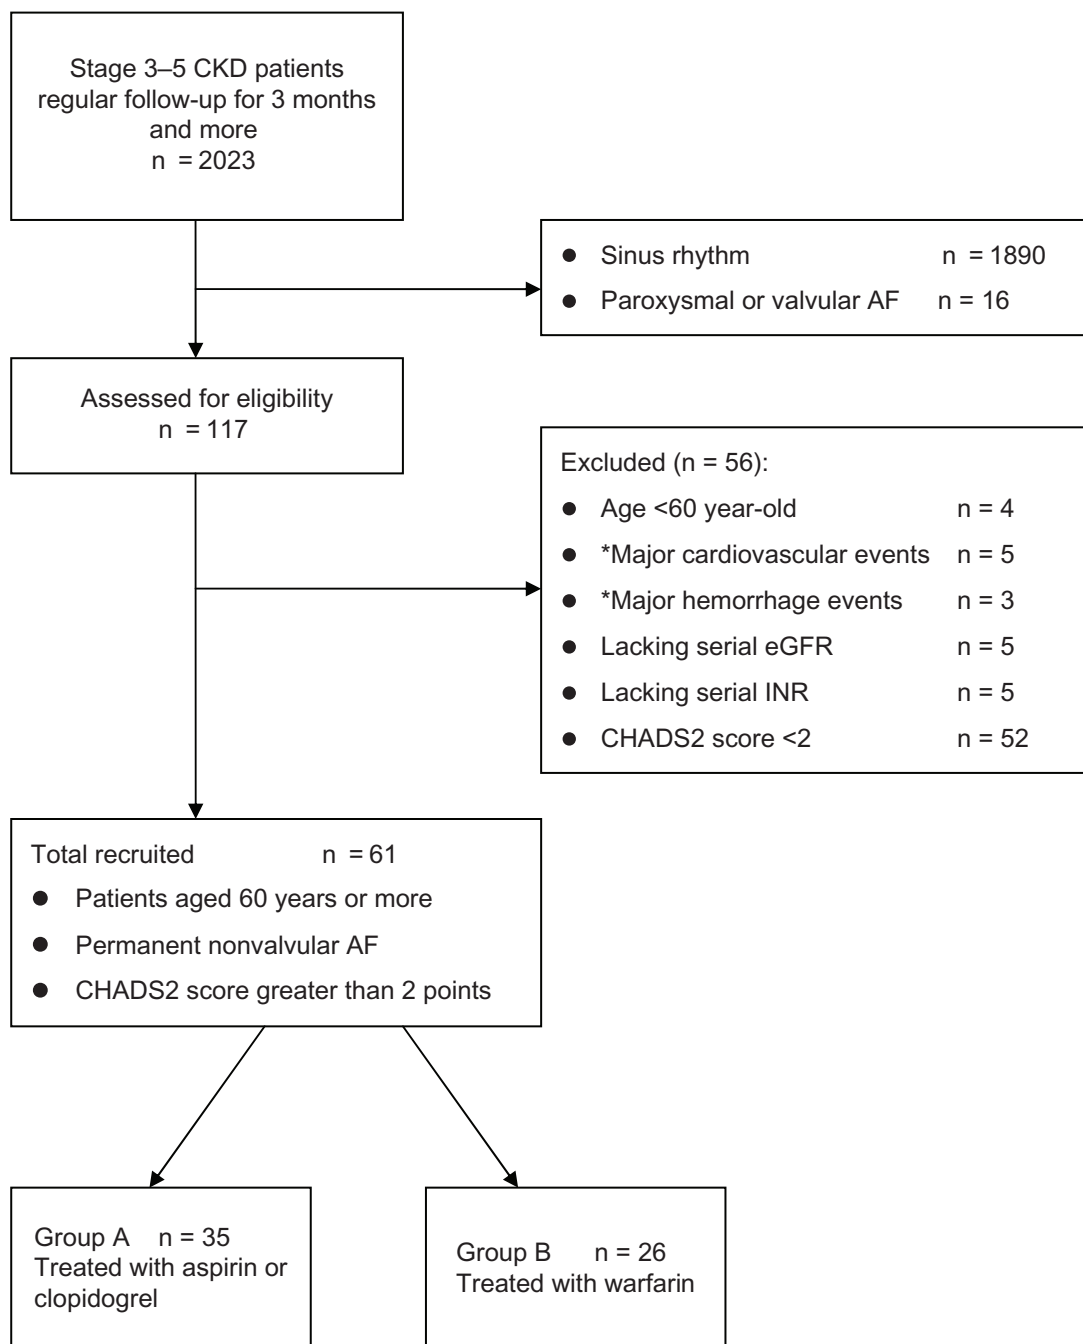 Stage 3–5 CKD patients
regular follow-up for 3 months
and more
n = 2023
● Sinus rhythm n = 1890
● Paroxysmal or valvular AF n = 16
Assessed for eligibility
n = 117
Excluded (n = 56):
● Age <60 year-old n = 4
● *Major cardiovascular events n = 5
● *Major hemorrhage events n = 3
● Lacking serial eGFR n = 5
● Lacking serial INR n = 5
● CHADS2 score <2 n = 52
Total recruited n = 61
● Patients aged 60 years or more
● Permanent nonvalvular AF
● CHADS2 score greater than 2 points
Group A n = 35
Treated with aspirin or
clopidogrel
Group B n = 26
Treated with warfarin